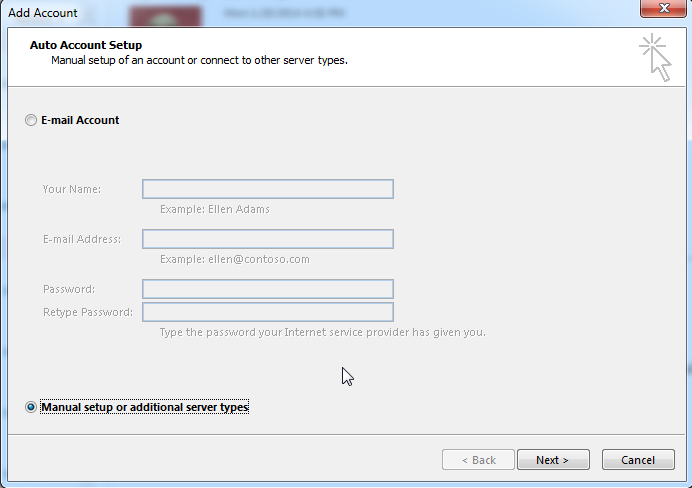 Add Account
Auto Account Setup
Manual setup of an account or connect to other server types.
E-mail Account
Your Name:
Example: Ellen Adams
E-mail Address:
Example: ellen@contoso.com
Password:
Retype Password:
Type the password your Internet service provider has given you.
Manual setup or additional server types
< Back Next > Cancel